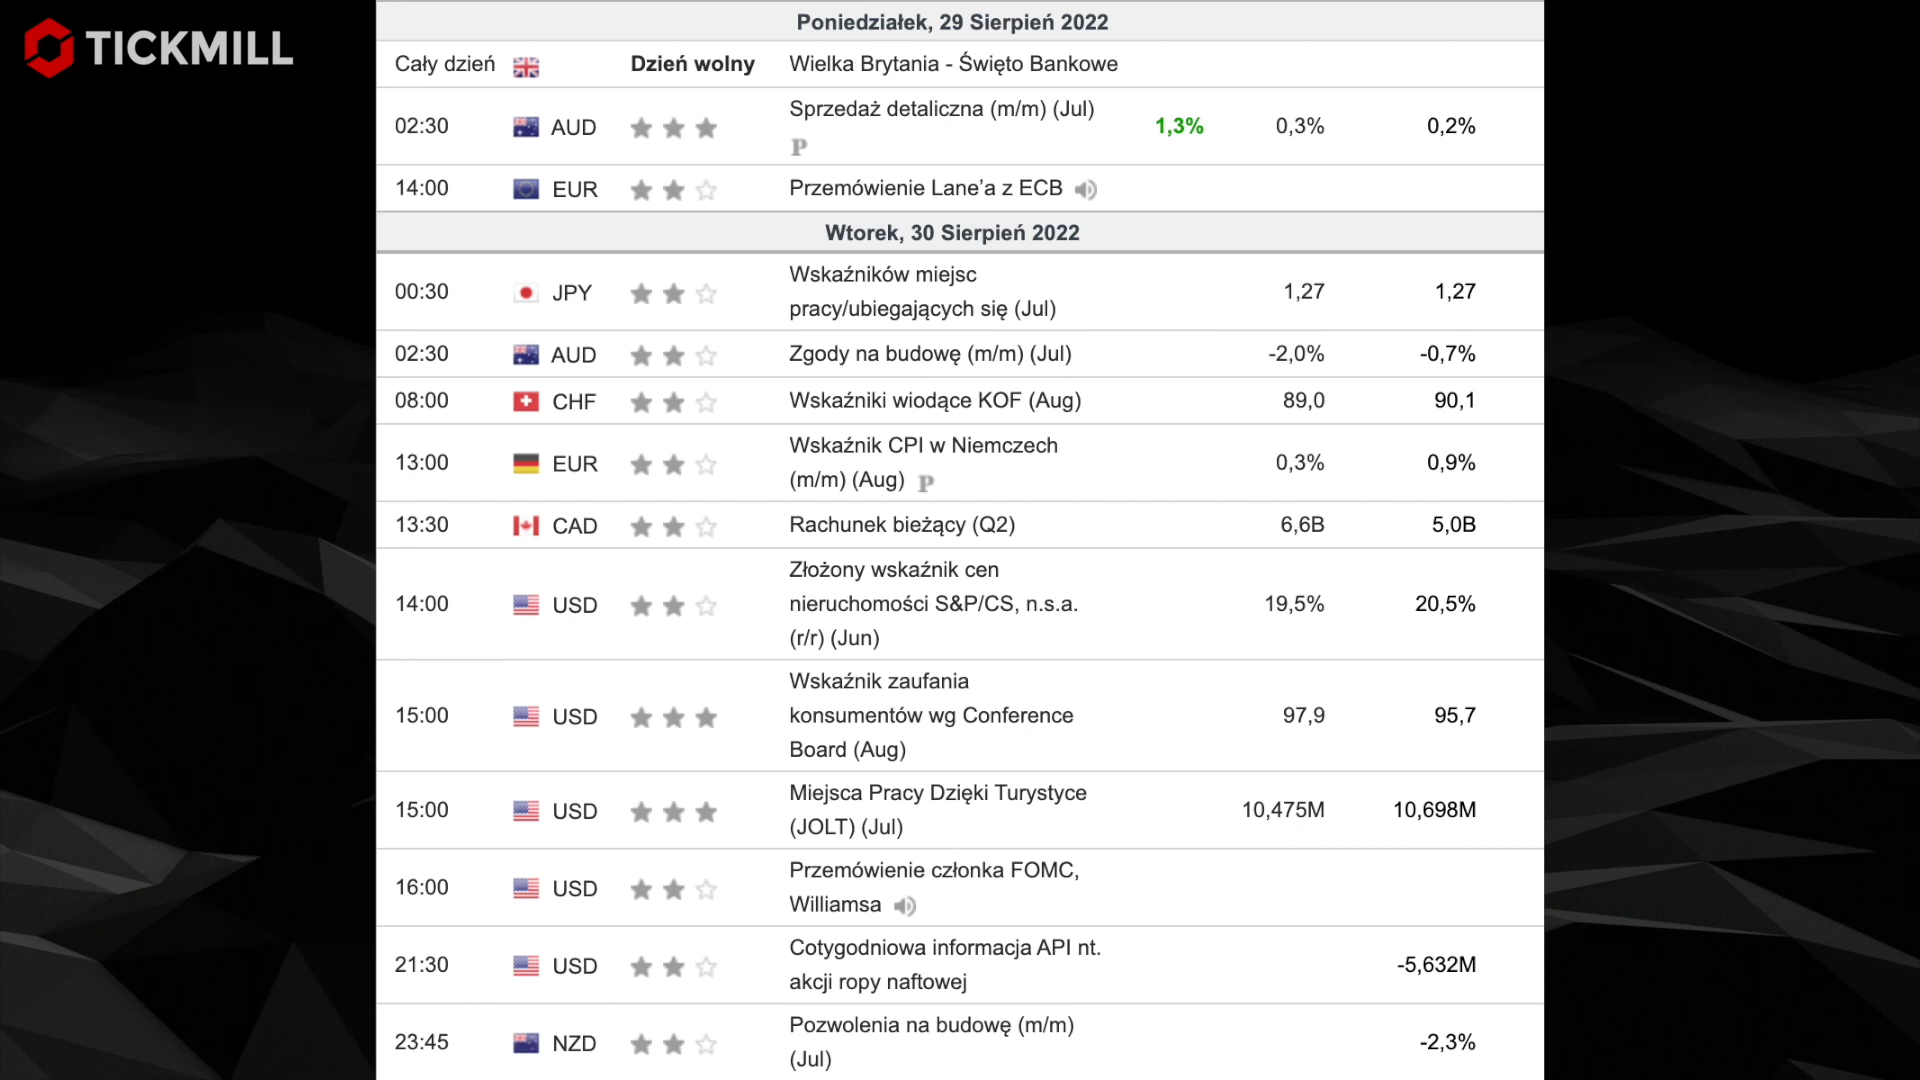 TICKMILL
Poniedziałek, 29 Sierpień 2022
Cały dzień Dzień wolny Wielka Brytania - Święto Bankowe
02:30 AUD Sprzedaż detaliczna (m/m) (Jul) 1,3% 0,3% 0,2%
P
14:00 EUR Przemówienie Lane’a z ECB
Wtorek, 30 Sierpień 2022
00:30 JPY Wskaźników miejsc 1,27 1,27
pracy/ubiegających się (Jul)
02:30 AUD Zgody na budowę (m/m) (Jul) -2,0% -0,7%
08:00 CHF Wskaźniki wiodące KOF (Aug) 89,0 90,1
13:00 EUR Wskaźnik CPI w Niemczech 0,3% 0,9%
(m/m) (Aug) P
13:30 CAD Rachunek bieżący (Q2) 6,6B 5,0B
Złożony wskaźnik cen
14:00 USD nieruchomości S&P/CS, n.s.a. 19,5% 20,5%
(r/r) (Jun)
Wskaźnik zaufania
15:00 USD konsumentów wg Conference 97,9 95,7
Board (Aug)
15:00 USD Miejsca Pracy Dzięki Turystyce 10,475M 10,698M
(JOLT) (Jul)
16:00 USD Przemówienie członka FOMC,
Williamsa
21:30 USD Cotygodniowa informacja API nt. -5,632M
akcji ropy naftowej
23:45 NZD Pozwolenia na budowę (m/m) -2,3%
(Jul)